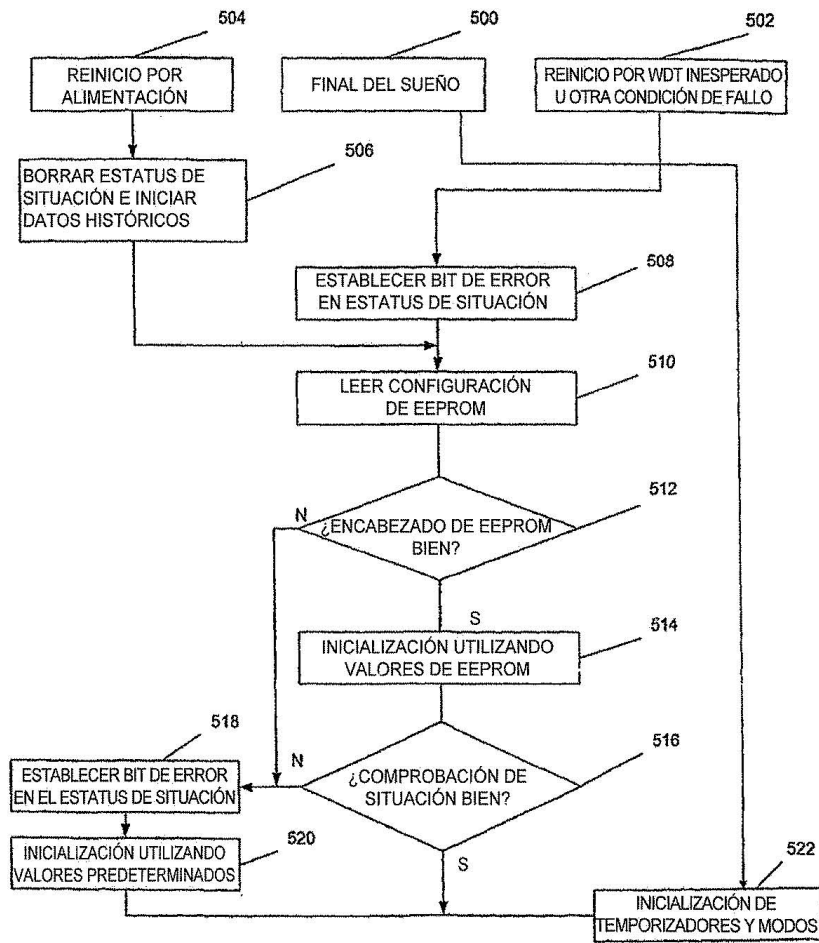 504
500
502
REINICIO POR
ALIMENTACIÓN
FINAL DEL SUEÑO
REINICIO POR WDT INESPERADO
U OTRA CONDICIÓN DE FALLO
506
BORRAR ESTATUS DE
SITUACIÓN E INICIAR
DATOS HISTÓRICOS
508
ESTABLECER BIT DE ERROR
EN ESTATUS DE SITUACIÓN
510
LEER CONFIGURACIÓN
DE EEPROM
512
N
¿ENCABEZADO DE EEPROM
BIEN?
S
514
INICIALIZACIÓN UTILIZANDO
VALORES DE EEPROM
518
516
N
ESTABLECER BIT DE ERROR
EN EL ESTATUS DE SITUACIÓN
¿COMPROBACIÓN DE
SITUACIÓN BIEN?
520
INICIALIZACIÓN UTILIZANDO
VALORES PREDETERMINADOS
S
522
INICIALIZACIÓN DE
TEMPORIZADORES Y MODOS